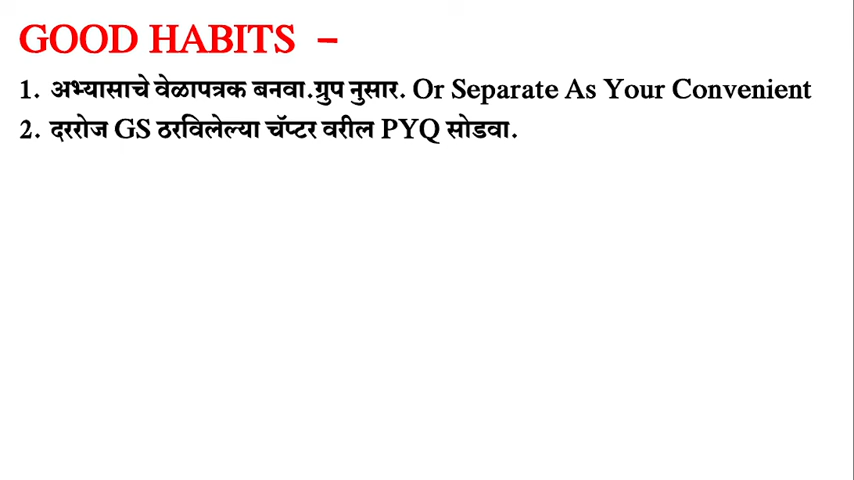 GOOD HABITS –
1. अभ्यासाचे वेळापत्रक बनवा.ग्रुप नुसार. Or Separate As Your Convenient
2. दररोज GS ठरविलेल्या चॅप्टर वरील PYQ सोडवा.